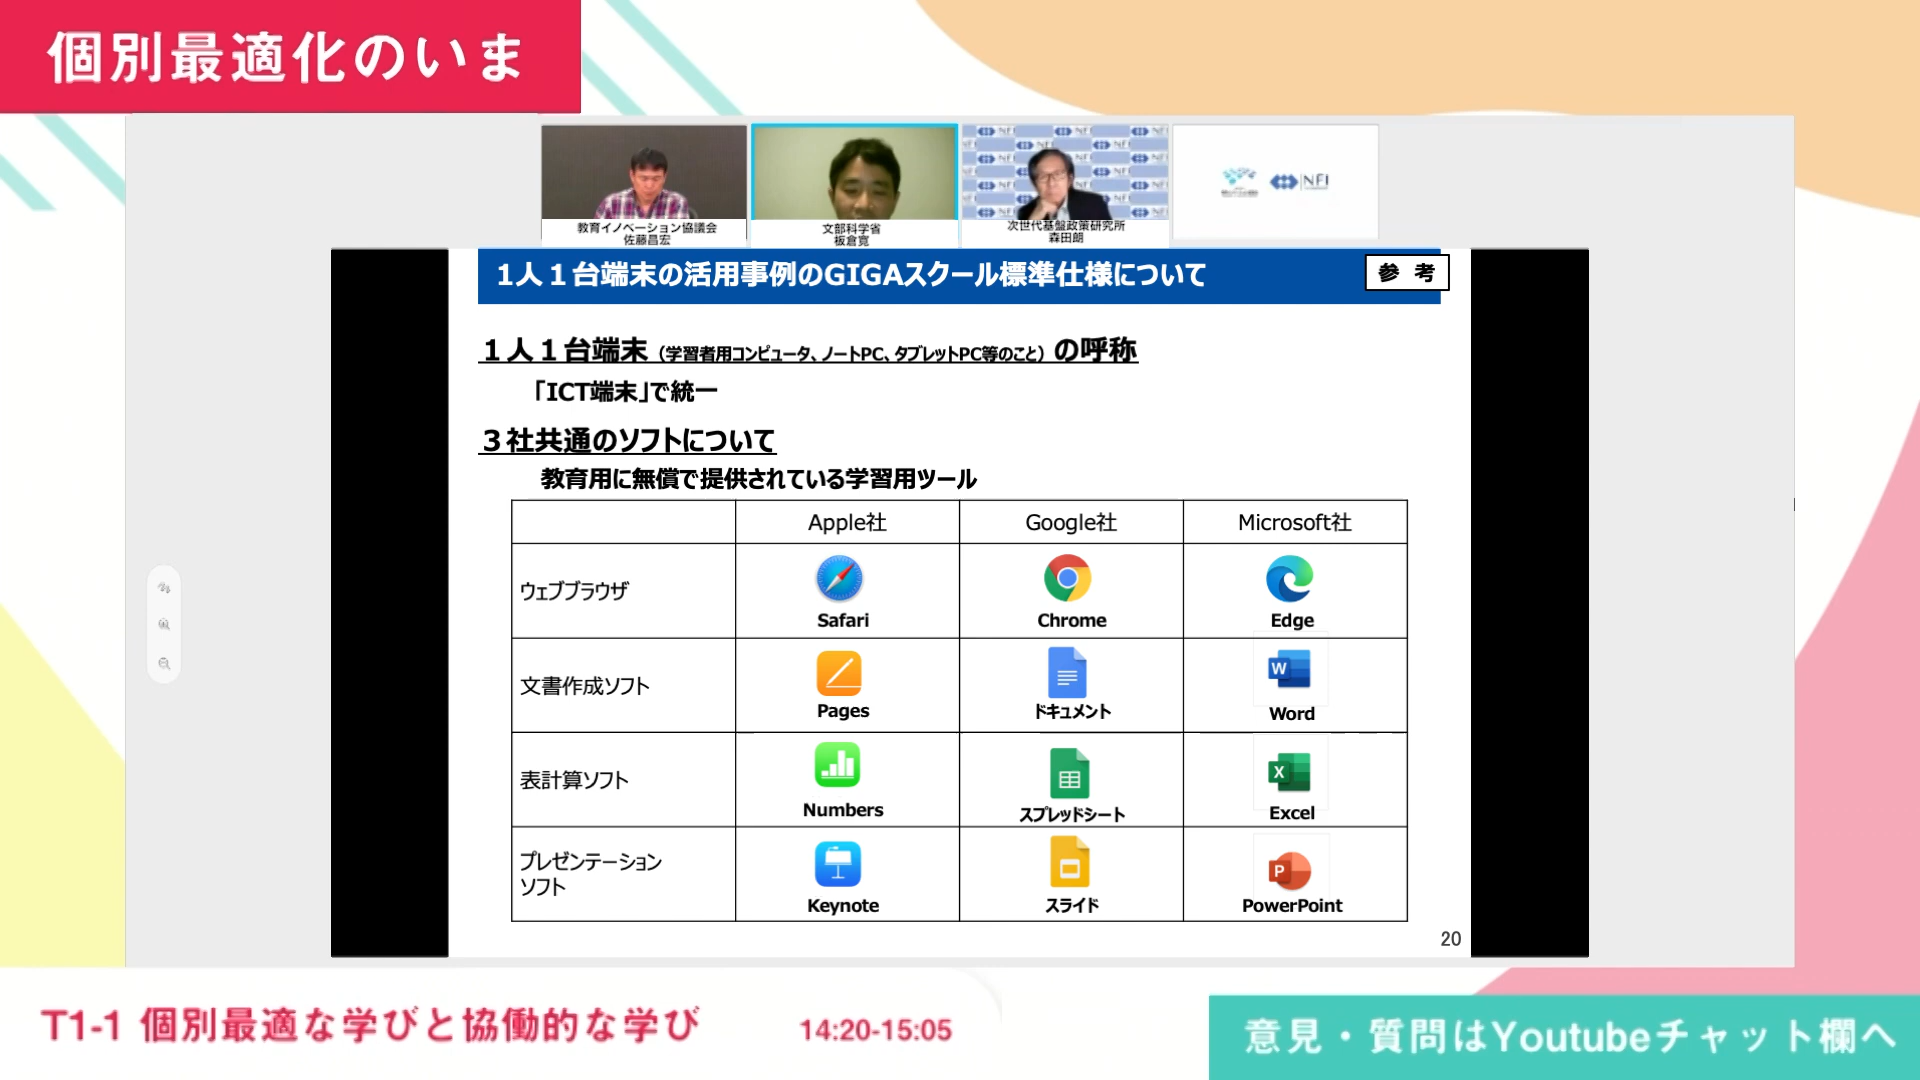 個別最適化のいま
教育イノベーション協議会
佐藤昌宏
文部科学省
板倉寛
次世代基盤政策研究所
森田朗
NFI
1人1台端末の活用事例のGIGAスクール標準仕様について
参 考
1人1台端末（学習者用コンピュータ、ノートPC、タブレットPC等のこと）の呼称
「ICT端末」で統一
3社共通のソフトについて
教育用に無償で提供されている学習用ツール
Apple社 Google社 Microsoft社
ウェブブラウザ Safari Chrome Edge
文書作成ソフト Pages ドキュメント Word
表計算ソフト Numbers スプレッドシート Excel
プレゼンテーション
ソフト Keynote スライド PowerPoint
20
T1-1 個別最適な学びと協働的な学び 14:20-15:05
意見・質問はYoutubeチャット欄へ